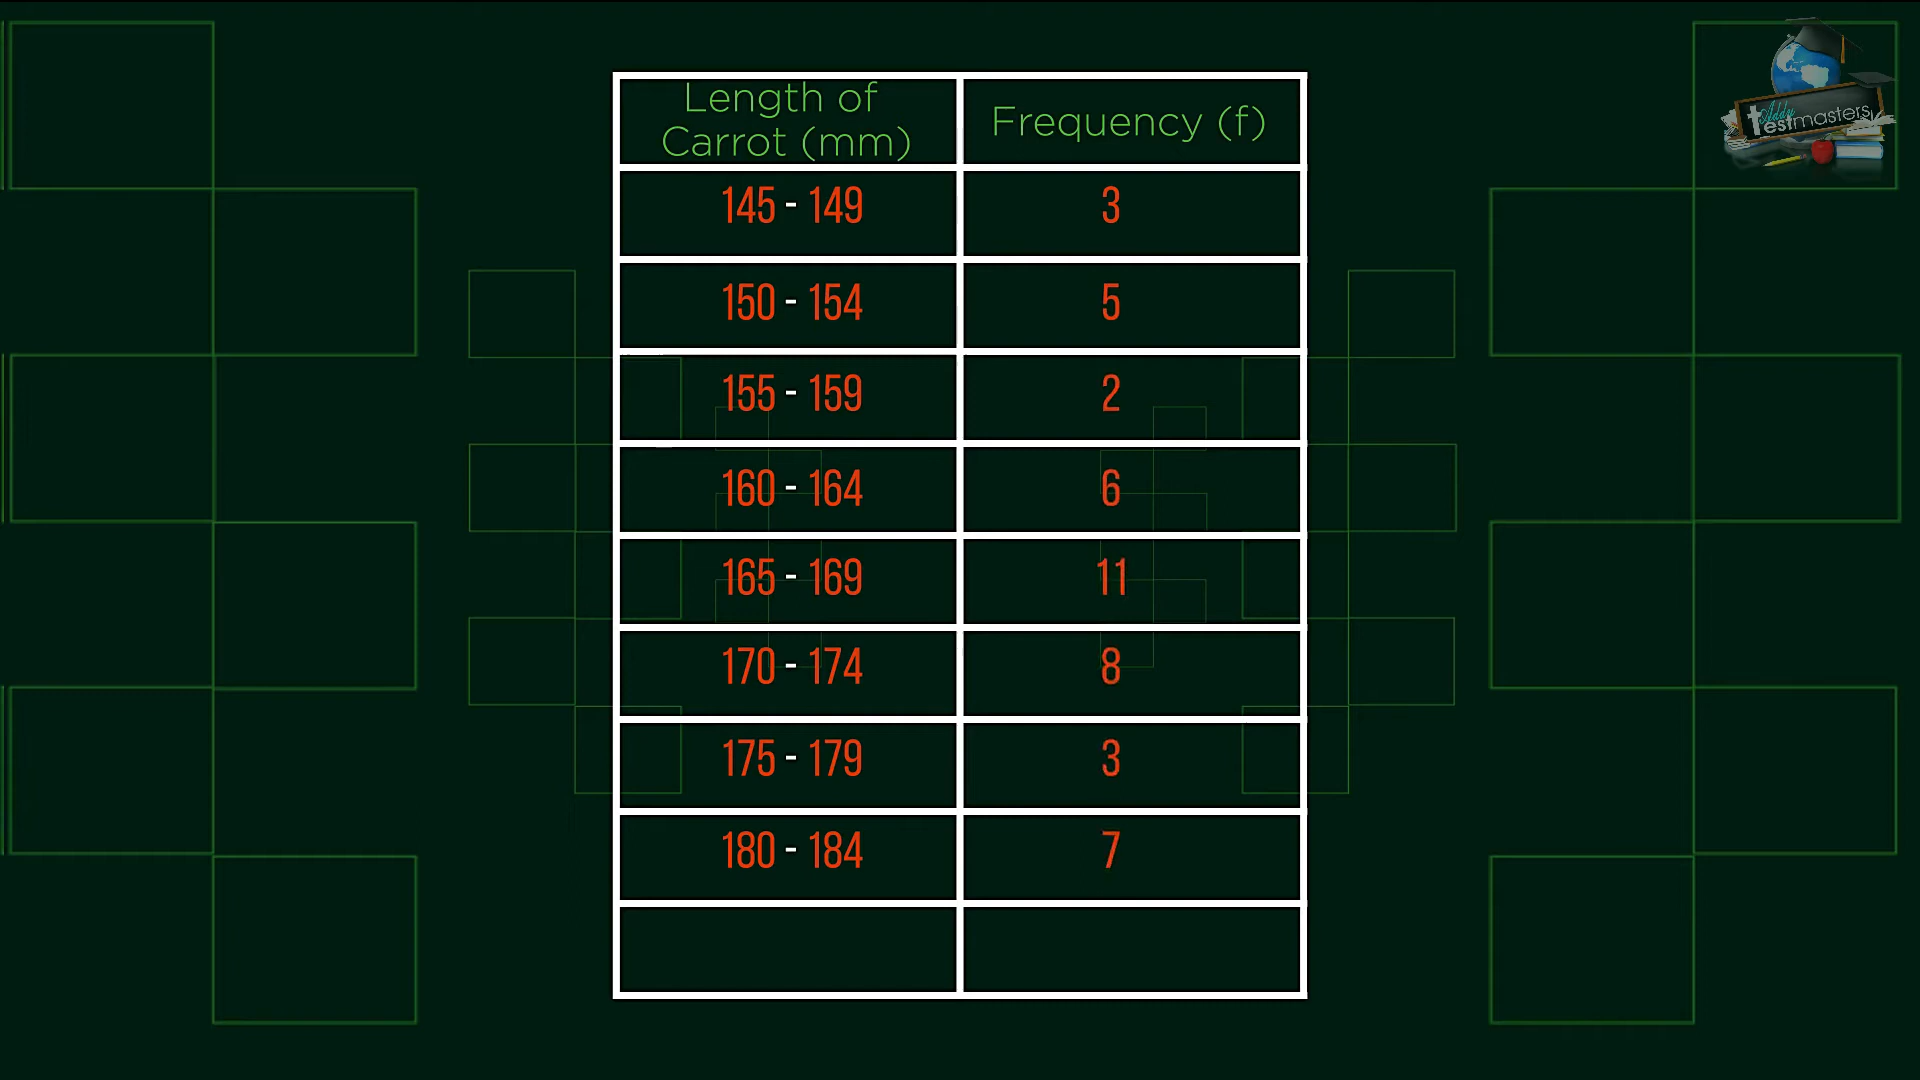 Addy
testmasters
Length of
Carrot (mm)
Frequency (f)
145 - 149 3
150 - 154 5
155 - 159 2
160 - 164 6
165 - 169 11
170 - 174 8
175 - 179 3
180 - 184 7